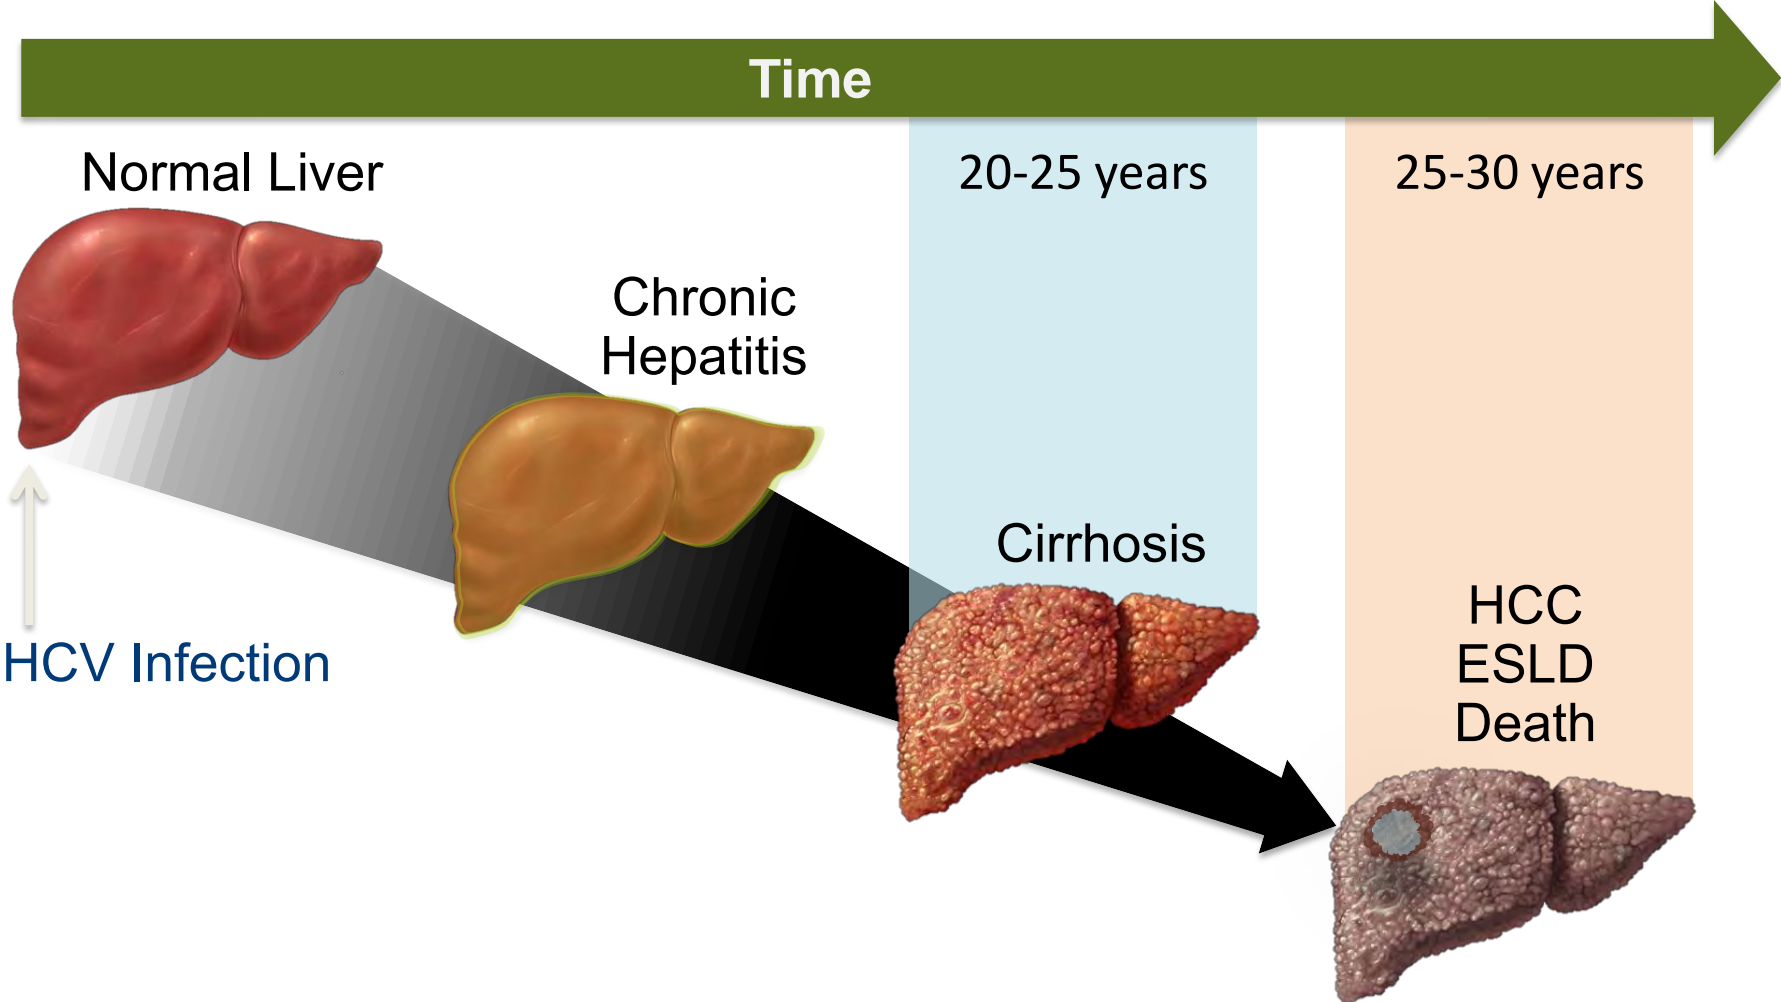 Time
Normal Liver
20-25 years
25-30 years
Chronic
Hepatitis
Cirrhosis
HCC
ESLD
Death
HCV Infection